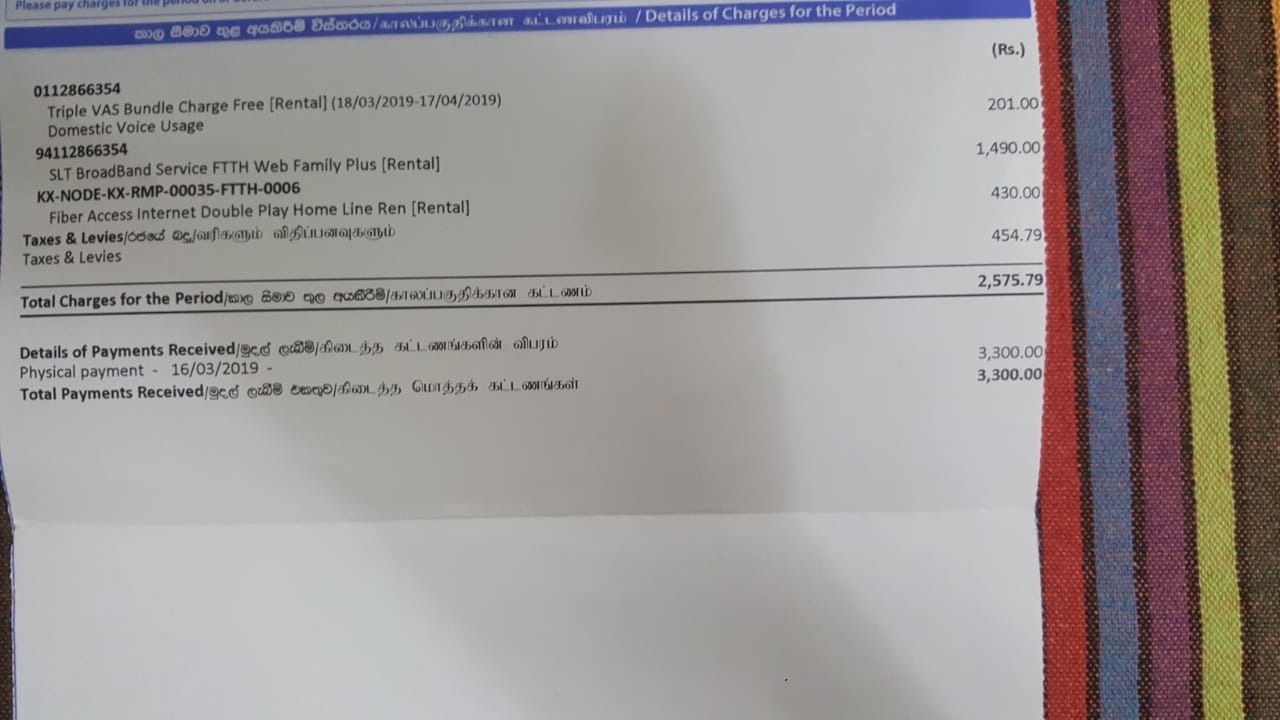 Please pay charges for the period on or before
කාල සීමාව තුළ අයකිරීම් විස්තරය/காலப்பகுதிக்கான கட்டணவிபரம் / Details of Charges for the Period
(Rs.)
0112866354
Triple VAS Bundle Charge Free [Rental] (18/03/2019-17/04/2019)
Domestic Voice Usage 201.00
94112866354
SLT BroadBand Service FTTH Web Family Plus [Rental] 1,490.00
KX-NODE-KX-RMP-00035-FTTH-0006
Fiber Access Internet Double Play Home Line Ren [Rental] 430.00
Taxes & Levies/රජයේ බදු/வரிகளும் விதிப்பனவுகளும்
Taxes & Levies 454.79
Total Charges for the Period/කාල සීමාව තුල අයකිරීම්/காலப்பகுதிக்கான கட்டணம் 2,575.79
Details of Payments Received/මුදල් ලැබීම්/கிடைத்த கட்டணங்களின் விபரம்
Physical payment - 16/03/2019 - 3,300.00
Total Payments Received/මුදල් ලැබීම් එකතුව/கிடைத்த மொத்தக் கட்டணங்கள் 3,300.00